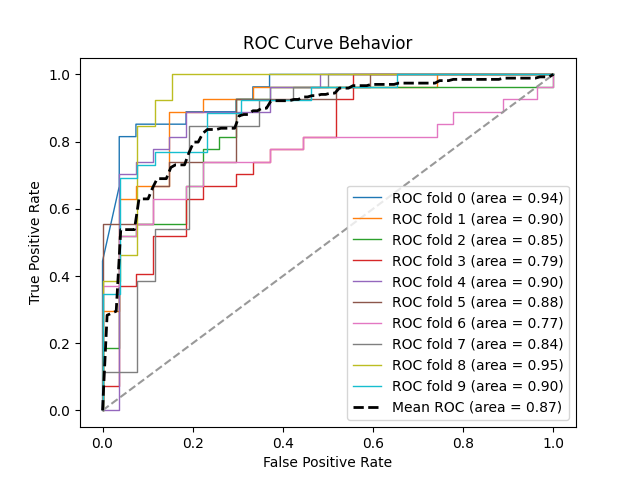 ROC Curve Behavior
True Positive Rate
1.0
0.8
0.6
0.4
0.2
0.0
ROC fold 0 (area = 0.94)
ROC fold 1 (area = 0.90)
ROC fold 2 (area = 0.85)
ROC fold 3 (area = 0.79)
ROC fold 4 (area = 0.90)
ROC fold 5 (area = 0.88)
ROC fold 6 (area = 0.77)
ROC fold 7 (area = 0.84)
ROC fold 8 (area = 0.95)
ROC fold 9 (area = 0.90)
Mean ROC (area = 0.87)
0.0 0.2 0.4 0.6 0.8 1.0
False Positive Rate